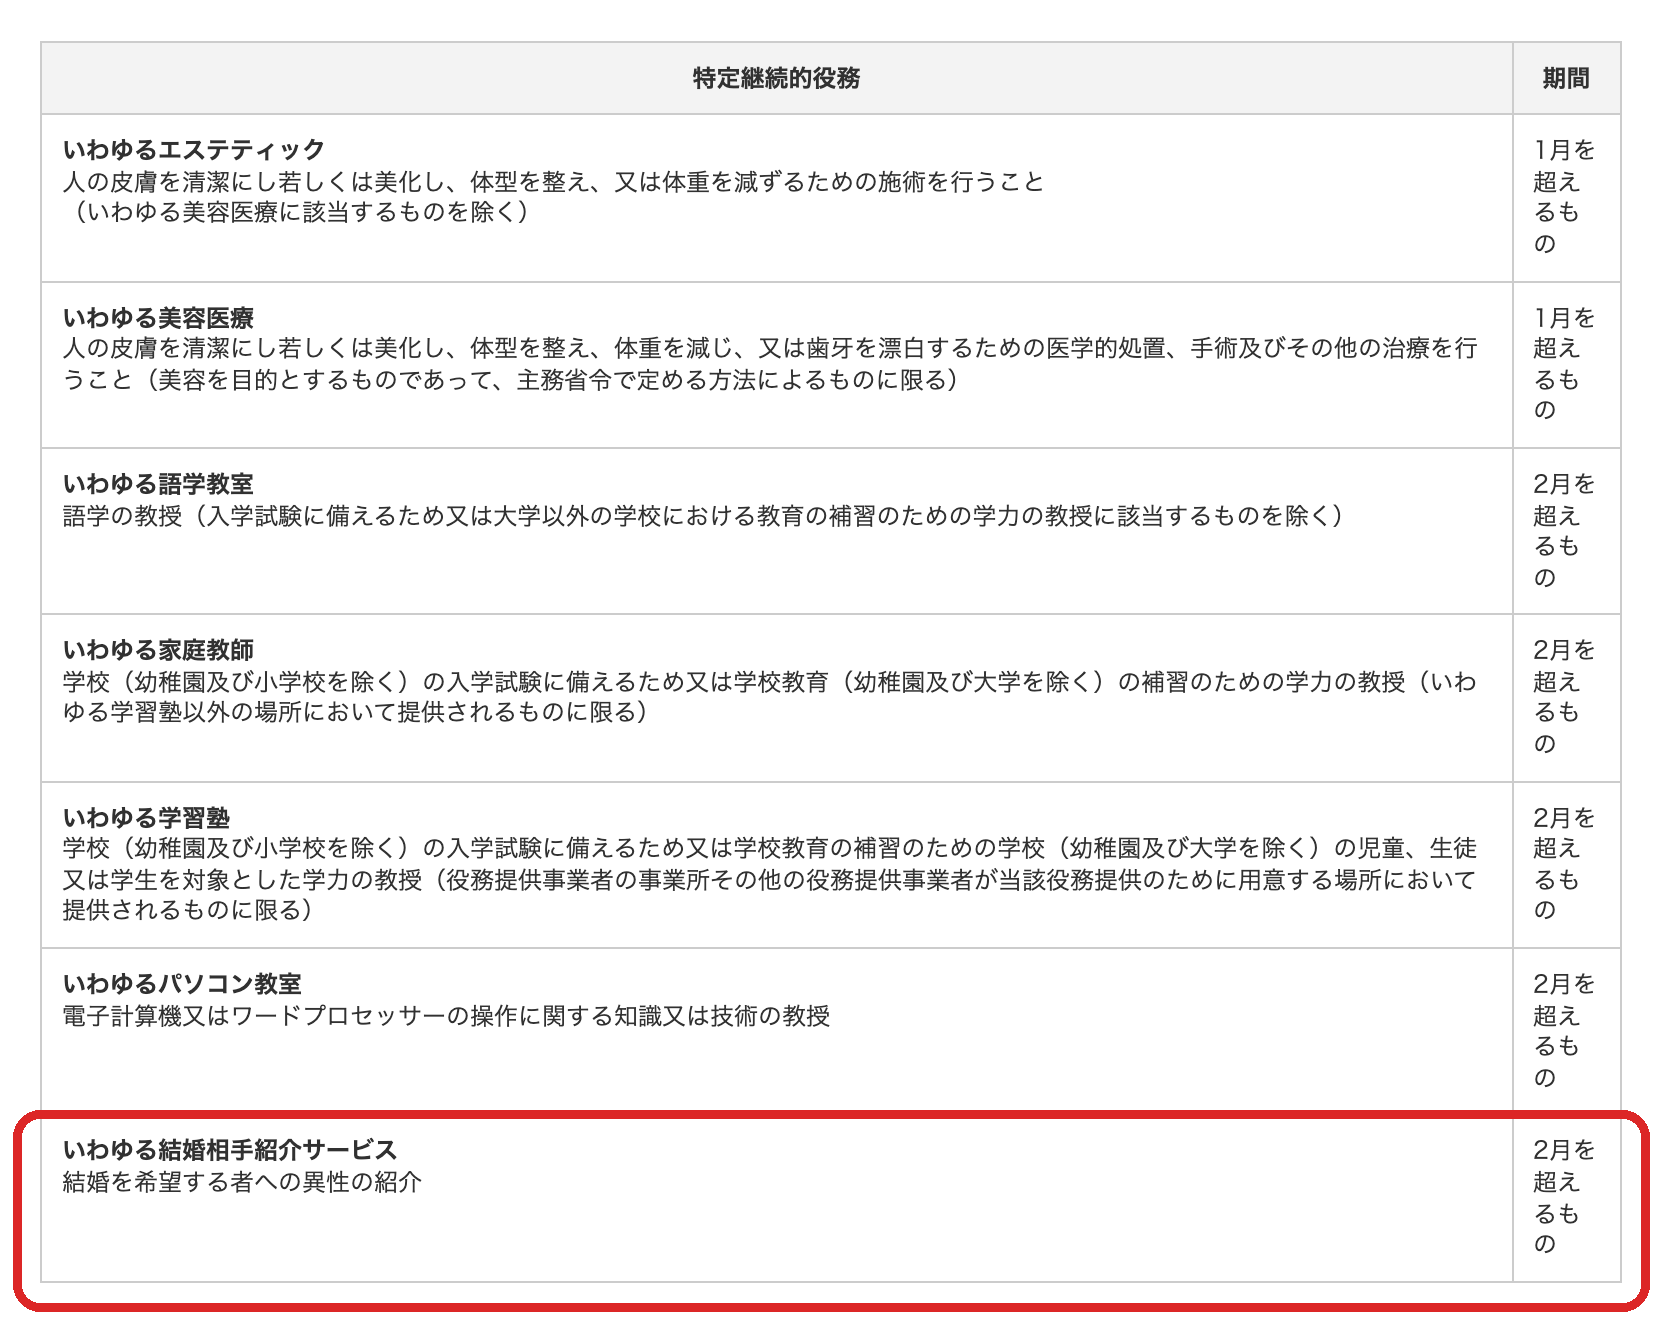 特定継続的役務
期間
いわゆるエステティック
人の皮膚を清潔にし若しくは美化し、体型を整え、又は体重を減ずるための施術を行うこと
（いわゆる美容医療に該当するものを除く）
1月を
超え
るも
の
いわゆる美容医療
人の皮膚を清潔にし若しくは美化し、体型を整え、体重を減じ、又は歯牙を漂白するための医学的処置、手術及びその他の治療を行
うこと（美容を目的とするものであって、主務省令で定める方法によるものに限る）
1月を
超え
るも
の
いわゆる語学教室
語学の教授（入学試験に備えるため又は大学以外の学校における教育の補習のための学力の教授に該当するものを除く）
2月を
超え
るも
の
いわゆる家庭教師
学校（幼稚園及び小学校を除く）の入学試験に備えるため又は学校教育（幼稚園及び大学を除く）の補習のための学力の教授（いわ
ゆる学習塾以外の場所において提供されるものに限る）
2月を
超え
るも
の
いわゆる学習塾
学校（幼稚園及び小学校を除く）の入学試験に備えるため又は学校教育の補習のための学校（幼稚園及び大学を除く）の児童、生徒
又は学生を対象とした学力の教授（役務提供事業者の事業所その他の役務提供事業者が当該役務提供のために用意する場所において
提供されるものに限る）
2月を
超え
るも
の
いわゆるパソコン教室
電子計算機又はワードプロセッサーの操作に関する知識又は技術の教授
2月を
超え
るも
の
いわゆる結婚相手紹介サービス
結婚を希望する者への異性の紹介
2月を
超え
るも
の